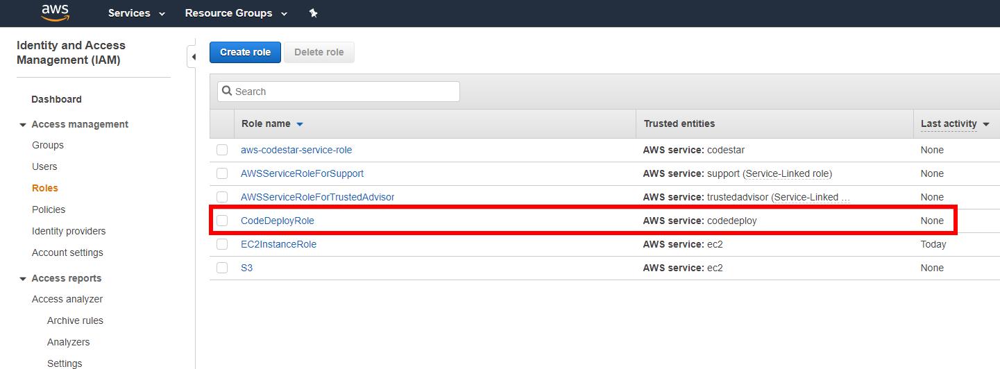 aws Services Resource Groups
Identity and Access
Management (IAM)
Dashboard
Access management
Groups
Users
Roles
Policies
Identity providers
Account settings
Access reports
Access analyzer
Archive rules
Analyzers
Settings
Create role Delete role
Search
Role name Trusted entities Last activity
aws-codestar-service-role AWS service: codestar None
AWSServiceRoleForSupport AWS service: support (Service-Linked role) None
AWSServiceRoleForTrustedAdvisor AWS service: trustedadvisor (Service-Linked … None
CodeDeployRole AWS service: codedeploy None
EC2InstanceRole AWS service: ec2 Today
S3 AWS service: ec2 None